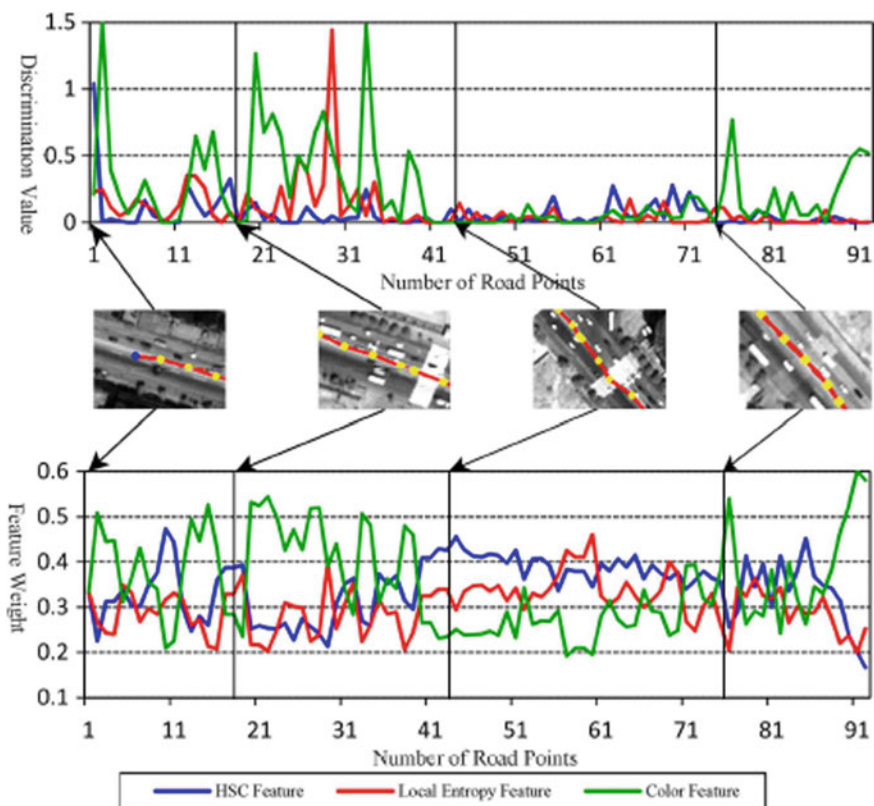 1.5
1
0.5
0
Discrimination Value
1 11 21 31 41 51 61 71 81 91
Number of Road Points
0.6
0.5
0.4
0.3
0.2
0.1
Feature Weight
1 11 21 31 41 51 61 71 81 91
Number of Road Points
HSC Feature Local Entropy Feature Color Feature